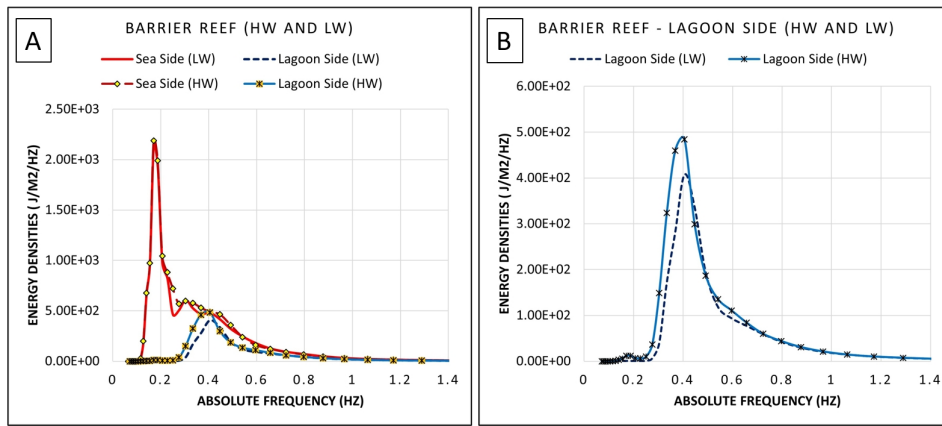 A
BARRIER REEF (HW AND LW)
Sea Side (LW)
Lagoon Side (LW)
Sea Side (HW)
Lagoon Side (HW)
ENERGY DENSITIES ( J/M2/HZ)
2.50E+03
2.00E+03
1.50E+03
1.00E+03
5.00E+02
0.00E+00
0 0.2 0.4 0.6 0.8 1 1.2 1.4
ABSOLUTE FREQUENCY (HZ)
B
BARRIER REEF - LAGOON SIDE (HW AND LW)
Lagoon Side (LW)
Lagoon Side (HW)
ENERGY DENSITIES ( J/M2/HZ)
6.00E+02
5.00E+02
4.00E+02
3.00E+02
2.00E+02
1.00E+02
0.00E+00
0 0.2 0.4 0.6 0.8 1 1.2 1.4
ABSOLUTE FREQUENCY (HZ)